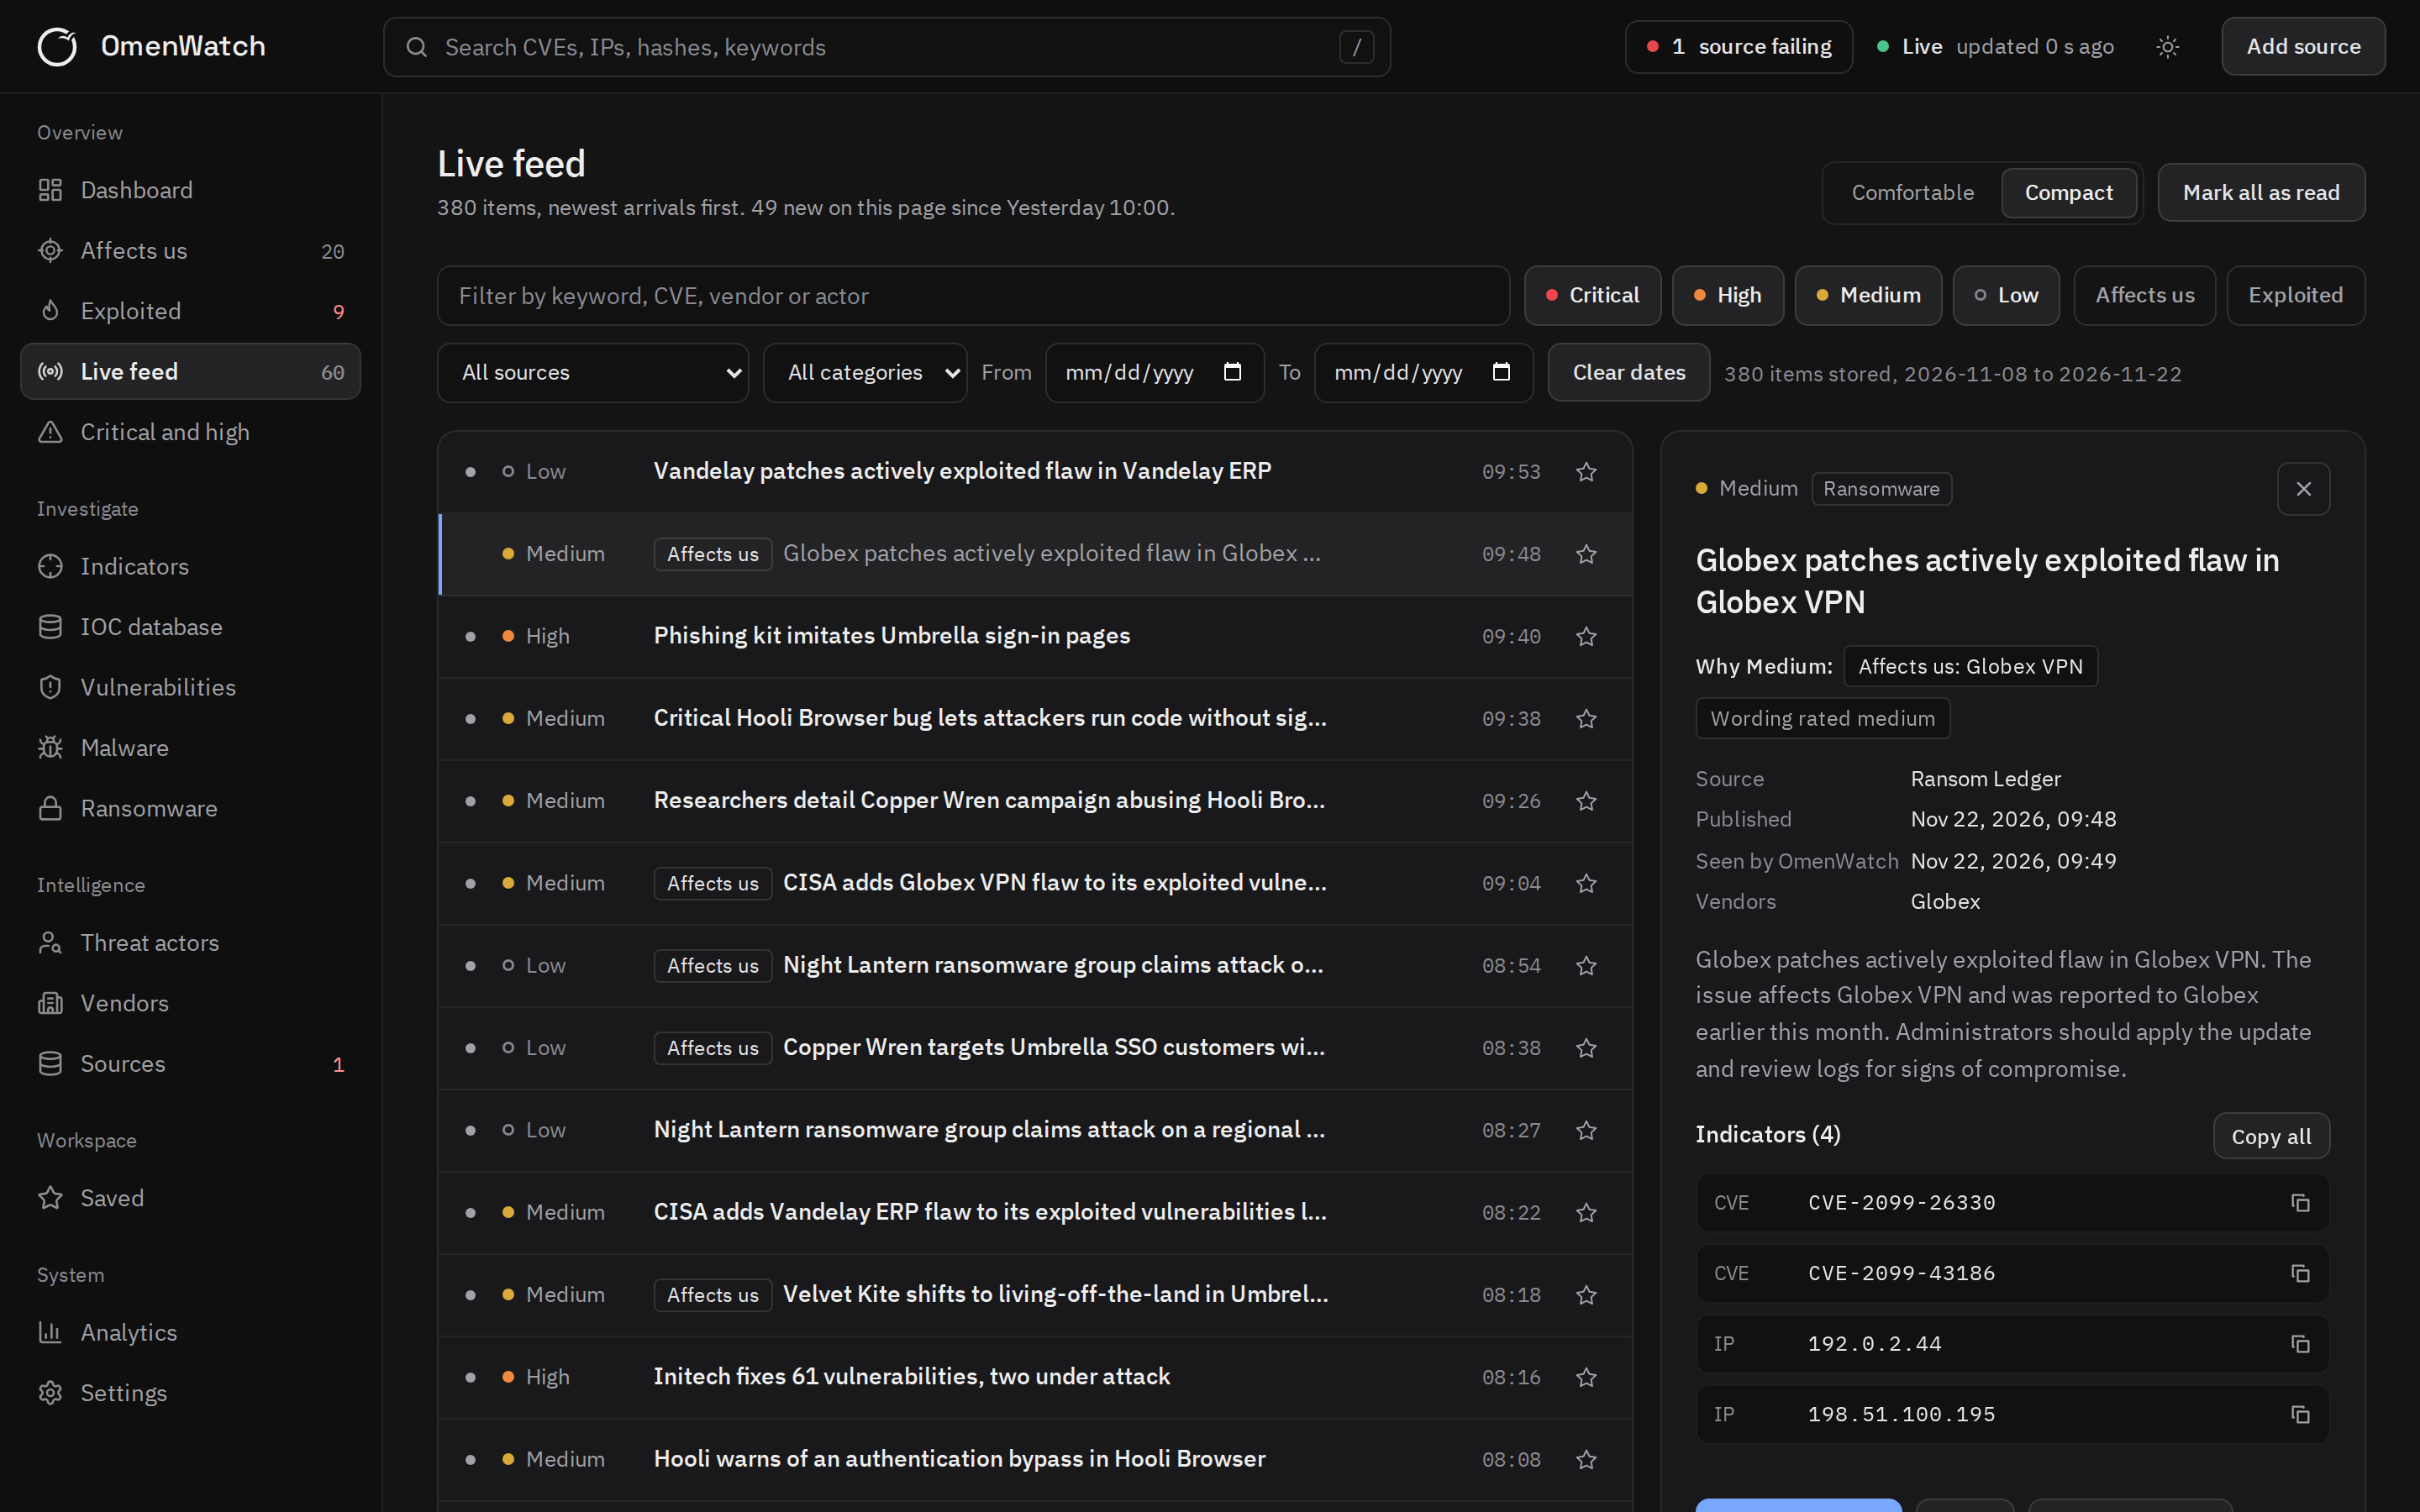 OmenWatch
Search CVEs, IPs, hashes, keywords
/
1 source failing
Live updated 0 s ago
Add source
Overview
Dashboard
Affects us 20
Exploited 9
Live feed 60
Critical and high
Investigate
Indicators
IOC database
Vulnerabilities
Malware
Ransomware
Intelligence
Threat actors
Vendors
Sources 1
Workspace
Saved
System
Analytics
Settings
Live feed
380 items, newest arrivals first. 49 new on this page since Yesterday 10:00.
Comfortable Compact Mark all as read
Filter by keyword, CVE, vendor or actor
Critical High Medium Low Affects us Exploited
All sources All categories From mm/dd/yyyy To mm/dd/yyyy Clear dates 380 items stored, 2026-11-08 to 2026-11-22
Low Vandelay patches actively exploited flaw in Vandelay ERP 09:53
Medium Affects us Globex patches actively exploited flaw in Globex ... 09:48
High Phishing kit imitates Umbrella sign-in pages 09:40
Medium Critical Hooli Browser bug lets attackers run code without sig... 09:38
Medium Researchers detail Copper Wren campaign abusing Hooli Bro... 09:26
Medium Affects us CISA adds Globex VPN flaw to its exploited vulne... 09:04
Low Affects us Night Lantern ransomware group claims attack o... 08:54
Low Affects us Copper Wren targets Umbrella SSO customers wi... 08:38
Low Night Lantern ransomware group claims attack on a regional ... 08:27
Medium CISA adds Vandelay ERP flaw to its exploited vulnerabilities l... 08:22
Medium Affects us Velvet Kite shifts to living-off-the-land in Umbrel... 08:18
High Initech fixes 61 vulnerabilities, two under attack 08:16
Medium Hooli warns of an authentication bypass in Hooli Browser 08:08
Medium Ransomware
Globex patches actively exploited flaw in
Globex VPN
Why Medium: Affects us: Globex VPN
Wording rated medium
Source Ransom Ledger
Published Nov 22, 2026, 09:48
Seen by OmenWatch Nov 22, 2026, 09:49
Vendors Globex
Globex patches actively exploited flaw in Globex VPN. The
issue affects Globex VPN and was reported to Globex
earlier this month. Administrators should apply the update
and review logs for signs of compromise.
Indicators (4) Copy all
CVE CVE-2099-26330
CVE CVE-2099-43186
IP 192.0.2.44
IP 198.51.100.195